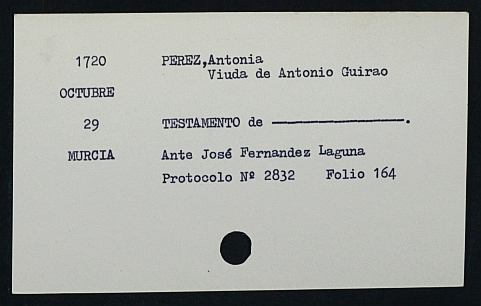 1720 PEREZ,Antonia
Viuda de Antonio Guirao
OCTUBRE
29 TESTAMENTO de ——————————.
MURCIA Ante José Fernandez Laguna
Protocolo Nº 2832 Folio 164